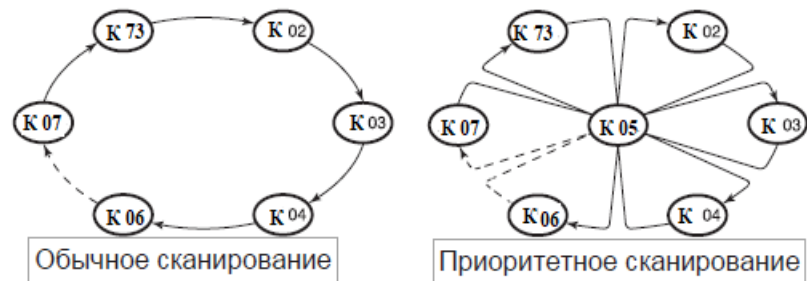 К 73
К 02
К 03
К 04
К 06
К 07
Обычное сканирование
К 73
К 02
К 03
К 04
К 06
К 07
К 05
Приоритетное сканирование